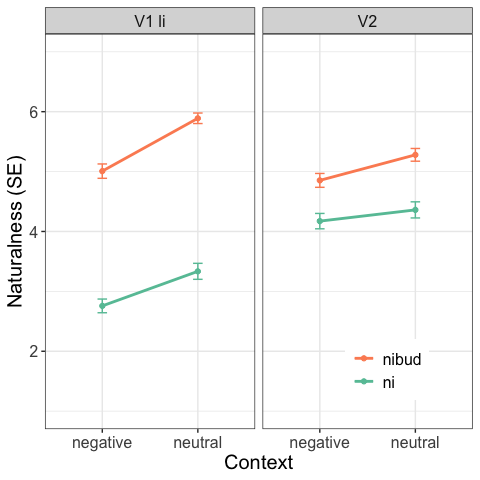 V1 li
V2
Naturalness (SE)
6
4
2
nibud
ni
negative
neutral
negative
neutral
Context